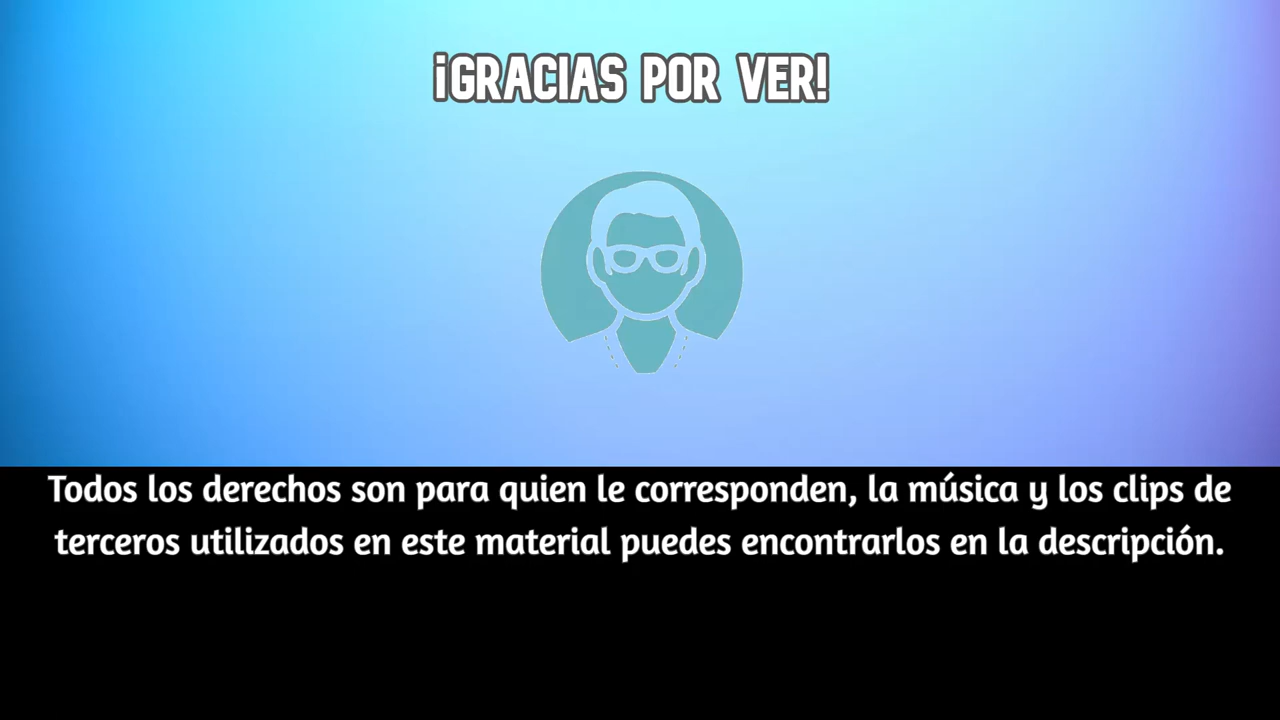 ¡GRACIAS POR VER!
Todos los derechos son para quien le corresponden, la música y los clips de
terceros utilizados en este material puedes encontrarlos en la descripción.